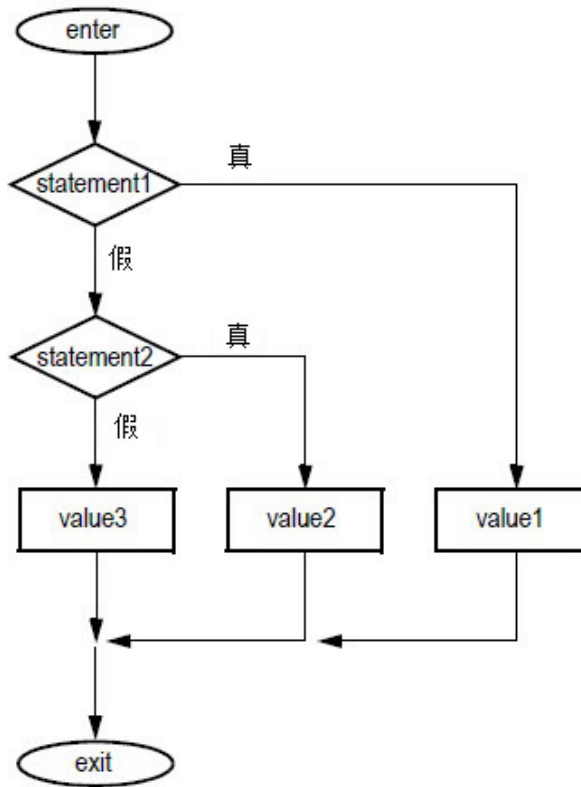 enter
真
statement1
假
真
statement2
假
value3
value2
value1
exit